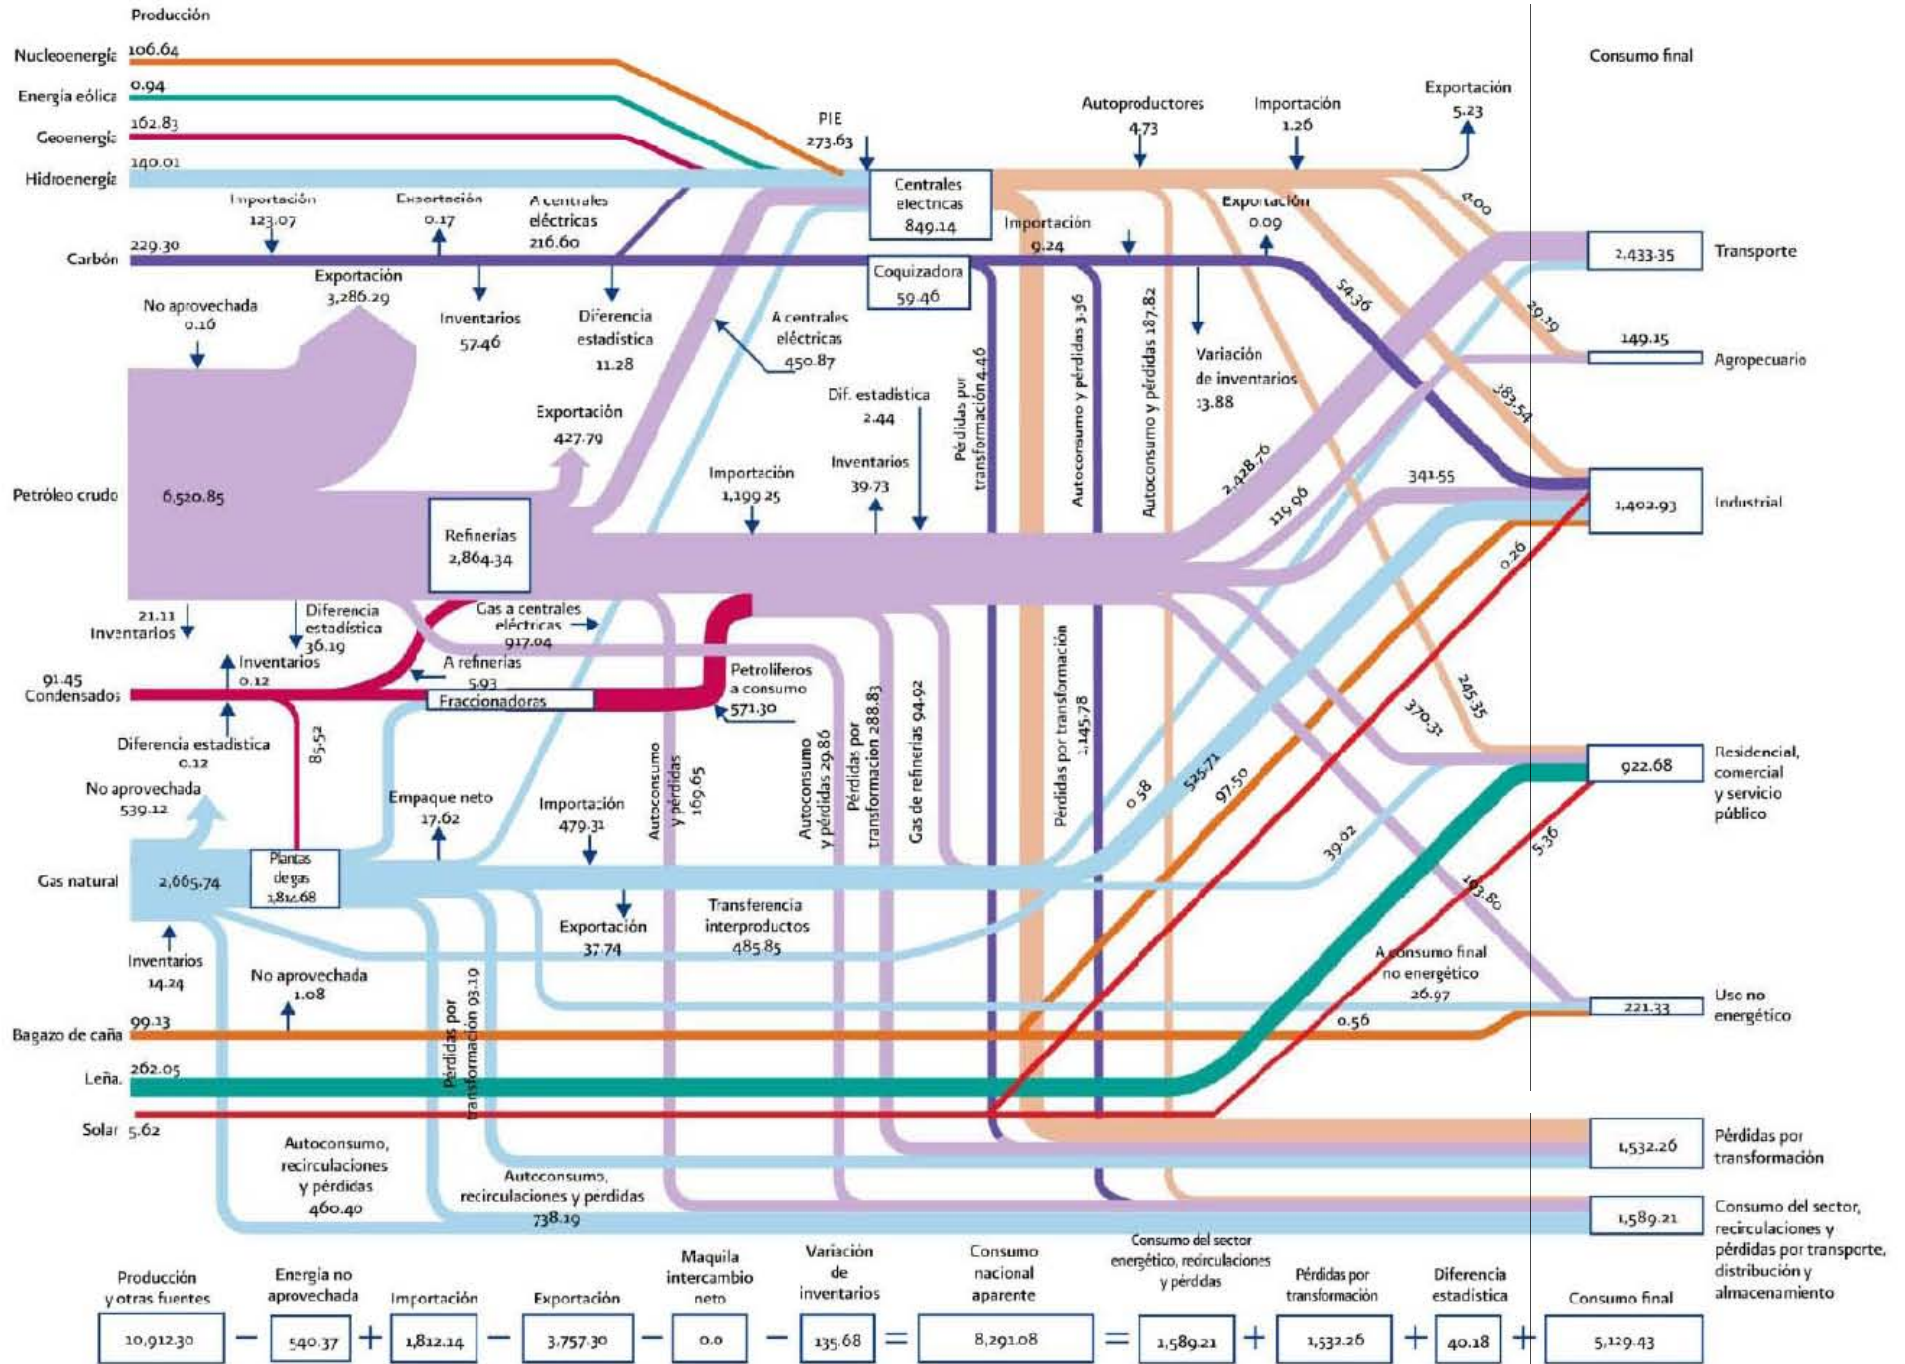 Producción
Nucleoenergía 106.64
Energía eólica 0.94
Geoenergía 162.83
Hidroenergía 140.01
Carbón 229.30
Importación
123.07
Exportación
0.17
A centrales
eléctricas
216.60
PIE
273.63
Centrales
electricas
849.14
Autoproductores
4.73
Importación
1.26
Exportación
5.23
Consumo final
4.00
2,433.35 Transporte
Exportación
0.09
Importación
9.24
Coquizadora
59.46
No aprovechada
0.16
Exportación
3,286.29
Inventarios
57.46
Diferencia
estadística
11.28
A centrales
eléctricas
450.87
Pérdidas por
transformación 4.46
Autoconsumo y pérdidas 3.36
Autoconsumo y pérdidas 187.82
Variación
de inventarios
13.88
54.36
29.19
149.15
Agropecuario
383.54
Exportación
427.79
Dif. estadística
2.44
Inventarios
39.73
Importación
1,199.25
2,428.76
119.96
341.55
Petróleo crudo 6,520.85
Refinerías
2,864.34
1,402.93 Industrial
0.26
21.11
Inventarios
Diferencia
estadística
36.19
Gas a centrales
eléctricas
917.04
Inventarios
0.12
A refinerías
5.93
91.45
Condensados
Fraccionadoras
Petrolíferos
a consumo
571.30
Diferencia estadística
0.12
85.52
Autoconsumo
y pérdidas
169.65
Autoconsumo
y pérdidas 29.86
Pérdidas por
transformación 288.83
Gas de refinerías 94.92
Pérdidas por transformación
1,145.78
0.58
525.71
97.50
370.31
245.35
922.68
Residencial,
comercial
y servicio
público
39.02
5.36
193.80
No aprovechada
539.12
Empaque neto
17.62
Importación
479.31
Gas natural 2,665.74
Plantas
de gas
1,814.68
Exportación
37.74
Transferencia
interproductos
485.85
Inventarios
14.24
No aprovechada
1.08
Pérdidas por
transformación 93.19
A consumo final
no energético
26.97
221.33
Uso no
energético
Bagazo de caña 99.13
0.56
Leña. 262.05
Solar 5.62
Autoconsumo,
recirculaciones
y pérdidas
460.40
Autoconsumo,
recirculaciones y pérdidas
738.19
1,532.26
Pérdidas por
transformación
1,589.21
Consumo del sector,
recirculaciones y
pérdidas por transporte,
distribución y
almacenamiento
Producción
y otras fuentes
Energía no
aprovechada
Importación
Exportación
Maquila
intercambio
neto
Variación
de
inventarios
Consumo
nacional
aparente
Consumo del sector
energético, recirculaciones
y pérdidas
Pérdidas por
transformación
Diferencia
estadística
Consumo final
10,912.30 − 540.37 + 1,812.14 − 3,757.30 − 0.0 − 135.68 = 8,291.08 = 1,589.21 + 1,532.26 + 40.18 + 5,129.43